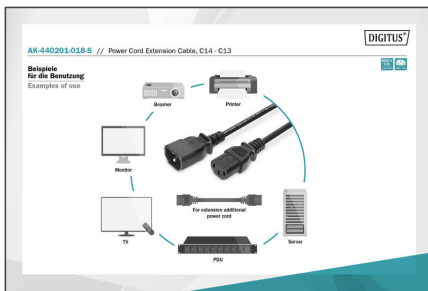 DIGITUS®
AK-440201-018-S // Power Cord Extension Cable, C14 - C13
Beispiele
für die Benutzung
Examples of use
Beamer
Printer
Monitor
For extension additional
power cord
TV
Server
PDU